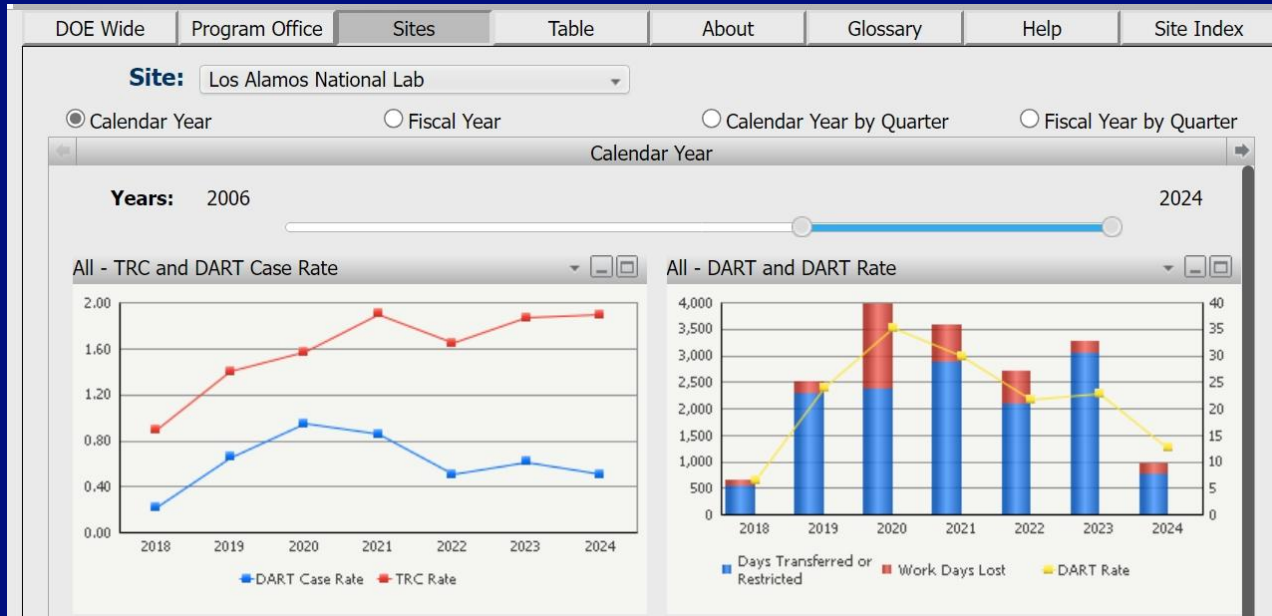 DOE Wide Program Office Sites Table About Glossary Help Site Index
Site: Los Alamos National Lab
Calendar Year Fiscal Year Calendar Year by Quarter Fiscal Year by Quarter
Calendar Year
Years: 2006 2024
All - TRC and DART Case Rate
2.00
1.60
1.20
0.80
0.40
0.00
2018 2019 2020 2021 2022 2023 2024
DART Case Rate TRC Rate
All - DART and DART Rate
4,000 40
3,500 35
3,000 30
2,500 25
2,000 20
1,500 15
1,000 10
500 5
0 0
2018 2019 2020 2021 2022 2023 2024
Days Transferred or
Restricted
Work Days Lost DART Rate